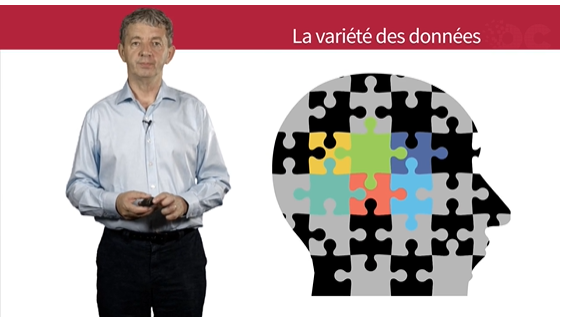 La variété des données